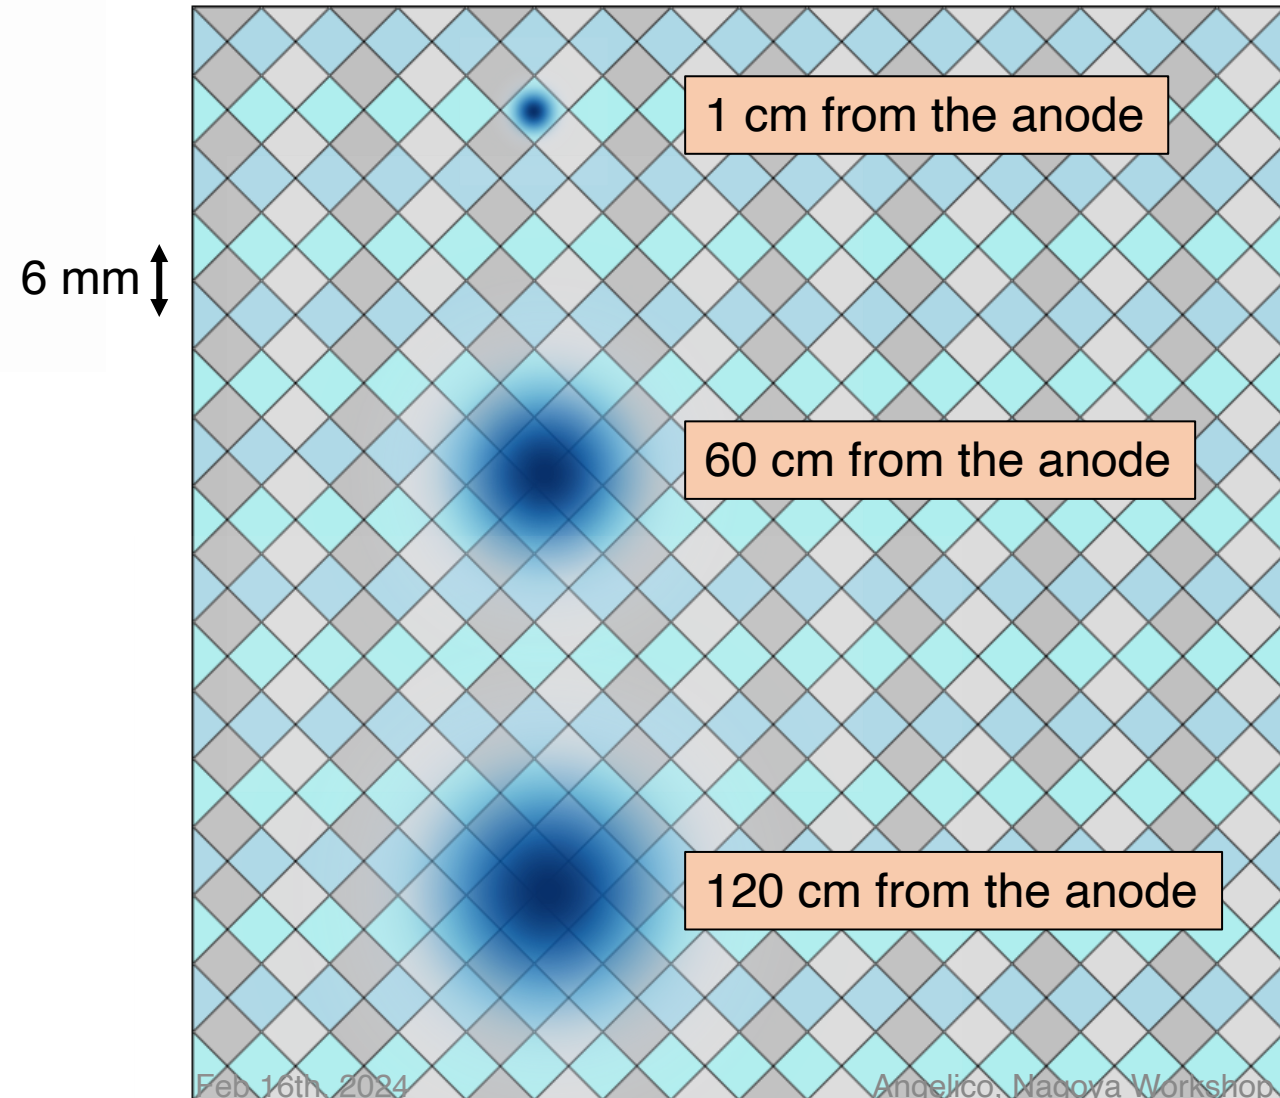 1 cm from the anode
6 mm
60 cm from the anode
120 cm from the anode
Feb 16th, 2024
Angelico, Nagoya Workshop